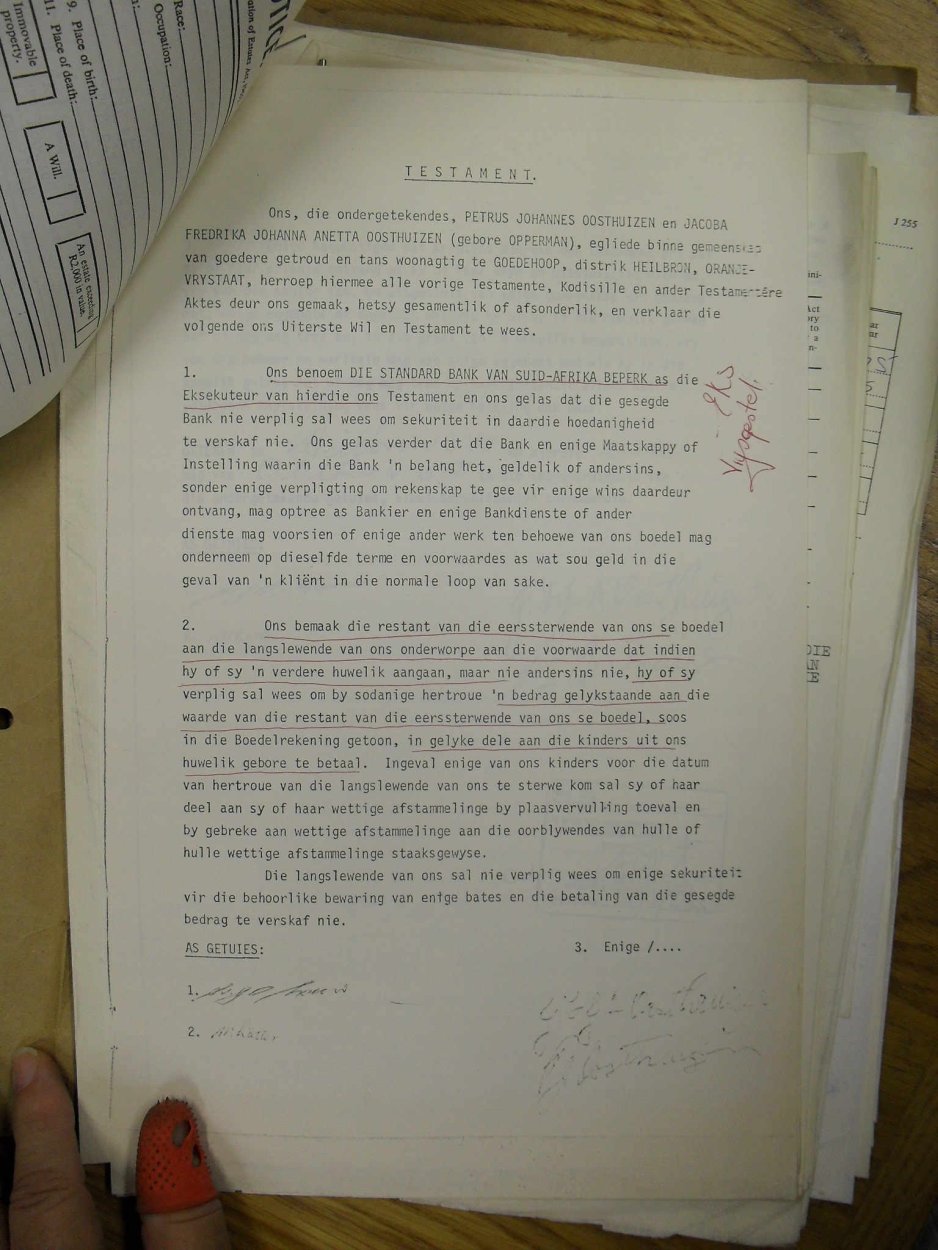 Race:
Occupation:
9. Place of birth:
11. Place of death:
Immovable
property.
A Will.
An estate exceeding
R2,000 in value.
J 255
TESTAMENT.
Ons, die ondergetekendes, PETRUS JOHANNES OOSTHUIZEN en JACOBA
FREDRIKA JOHANNA ANETTA OOSTHUIZEN (gebore OPPERMAN), egliede binne gemeenskap
van goedere getroud en tans woonagtig te GOEDEHOOP, distrik HEILBRON, ORANJE-
VRYSTAAT, herroep hiermee alle vorige Testamente, Kodisille en ander Testamentêre
Aktes deur ons gemaak, hetsy gesamentlik of afsonderlik, en verklaar die
volgende ons Uiterste Wil en Testament te wees.
1. Ons benoem DIE STANDARD BANK VAN SUID-AFRIKA BEPERK as die
Eksekuteur van hierdie ons Testament en ons gelas dat die gesegde
Bank nie verplig sal wees om sekuriteit in daardie hoedanigheid
te verskaf nie. Ons gelas verder dat die Bank en enige Maatskappy of
Instelling waarin die Bank 'n belang het, geldelik of andersins,
sonder enige verpligting om rekenskap te gee vir enige wins daardeur
ontvang, mag optree as Bankier en enige Bankdienste of ander
dienste mag voorsien of enige ander werk ten behoewe van ons boedel mag
onderneem op dieselfde terme en voorwaardes as wat sou geld in die
geval van 'n kliënt in die normale loop van sake.
Eks
Vrygestel.
2. Ons bemaak die restant van die eerssterwende van ons se boedel
aan die langslewende van ons onderworpe aan die voorwaarde dat indien
hy of sy 'n verdere huwelik aangaan, maar nie andersins nie, hy of sy
verplig sal wees om by sodanige hertroue 'n bedrag gelykstaande aan die
waarde van die restant van die eerssterwende van ons se boedel, soos
in die Boedelrekening getoon, in gelyke dele aan die kinders uit ons
huwelik gebore te betaal. Ingeval enige van ons kinders voor die datum
van hertroue van die langslewende van ons te sterwe kom sal sy of haar
deel aan sy of haar wettige afstammelinge by plaasvervulling toeval en
by gebreke aan wettige afstammelinge aan die oorblywendes van hulle of
hulle wettige afstammelinge staaksgewyse.
Die langslewende van ons sal nie verplig wees om enige sekuriteit
vir die behoorlike bewaring van enige bates en die betaling van die gesegde
bedrag te verskaf nie.
AS GETUIES:
3. Enige /....
1.
2.
Oosthuizen
Oosthuizen